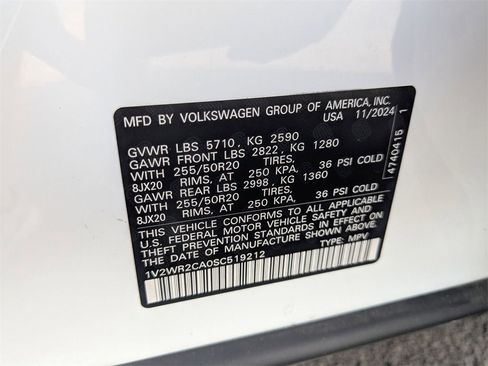 MFD BY VOLKSWAGEN GROUP OF AMERICA, INC.
USA 11/2024
GVWR LBS 5710, KG 2590
GAWR FRONT LBS 2822, KG 1280
WITH 255/50R20 TIRES,
8JX20 RIMS, AT 250 KPA, 36 PSI COLD
GAWR REAR LBS 2998, KG 1360
WITH 255/50R20 TIRES,
8JX20 RIMS, AT 250 KPA, 36 PSI COLD
THIS VEHICLE CONFORMS TO ALL APPLICABLE
U.S. FEDERAL MOTOR VEHICLE SAFETY AND
THEFT PREVENTION STANDARDS IN EFFECT ON
THE DATE OF MANUFACTURE SHOWN ABOVE.
1V2WR2CA0SC519212 TYPE: MPV
4740415 1